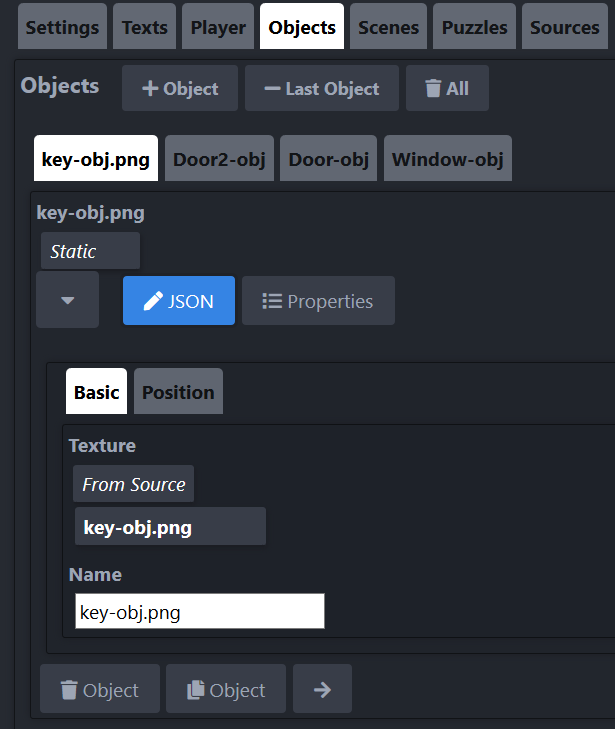 Settings Texts Player Objects Scenes Puzzles Sources
Objects Object Last Object All
key-obj.png Door2-obj Door-obj Window-obj
key-obj.png
Static
JSON Properties
Basic Position
Texture
From Source
key-obj.png
Name
key-obj.png
Object Object